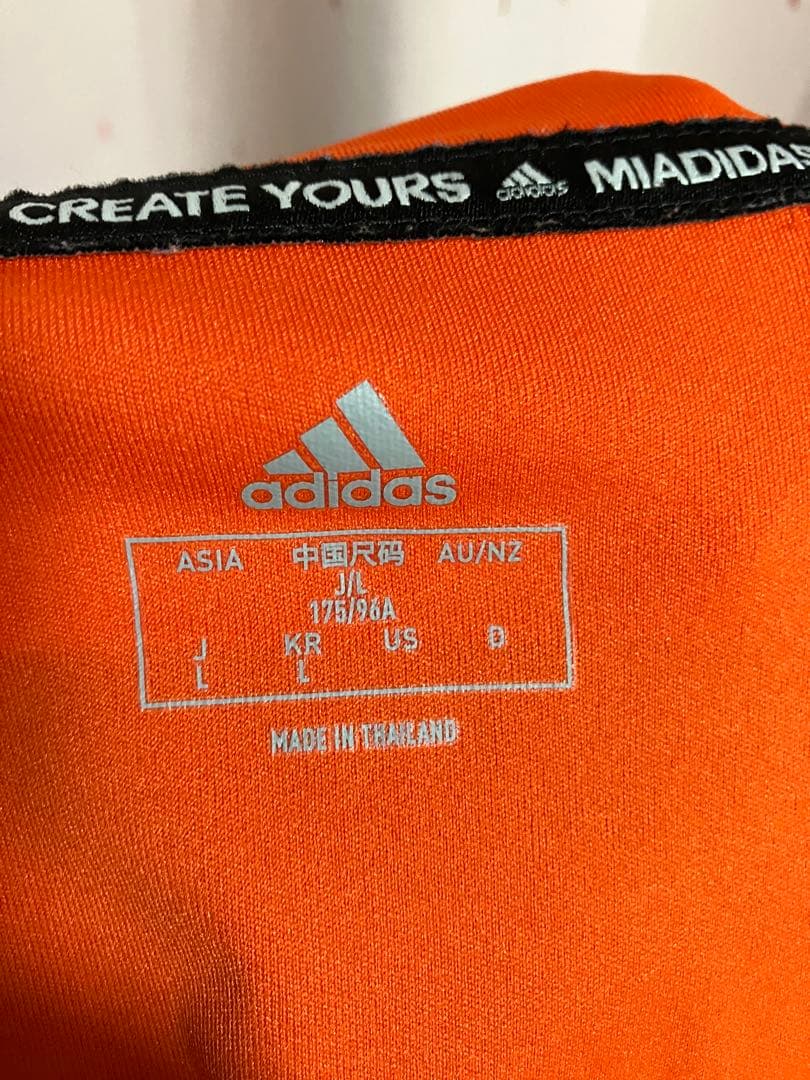 CREATE YOURS adidas MIADIDAS
adidas
ASIA 中国尺码 AU/NZ
J/L
175/96A
J KR US D
L L
MADE IN THAILAND